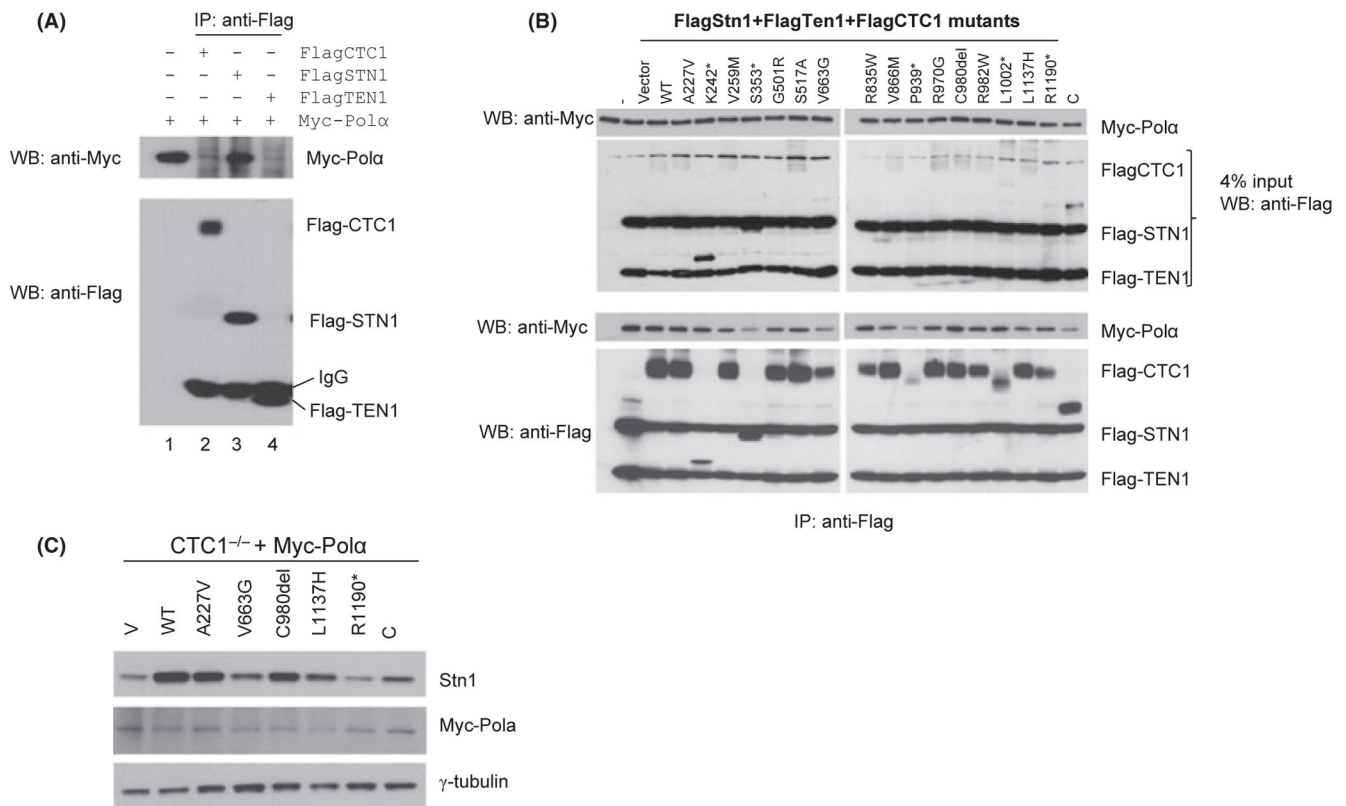 (A)
IP: anti-Flag
– + – – FlagCTC1
– – + – FlagSTN1
– – – + FlagTEN1
+ + + + Myc-Polα
WB: anti-Myc
Myc-Polα
Flag-CTC1
WB: anti-Flag
Flag-STN1
IgG
Flag-TEN1
1 2 3 4
(B)
FlagStn1+FlagTen1+FlagCTC1 mutants
- Vector WT A227V K242* V259M S353* G501R S517A V663G R835W V866M P939* R970G C980del R982W L1002* L1137H R1190* C
WB: anti-Myc
Myc-Polα
FlagCTC1
4% input
WB: anti-Flag
Flag-STN1
Flag-TEN1
WB: anti-Myc
Myc-Polα
Flag-CTC1
WB: anti-Flag
Flag-STN1
Flag-TEN1
IP: anti-Flag
(C)
CTC1–/– + Myc-Polα
V WT A227V V663G C980del L1137H R1190* C
Stn1
Myc-Pola
γ-tubulin